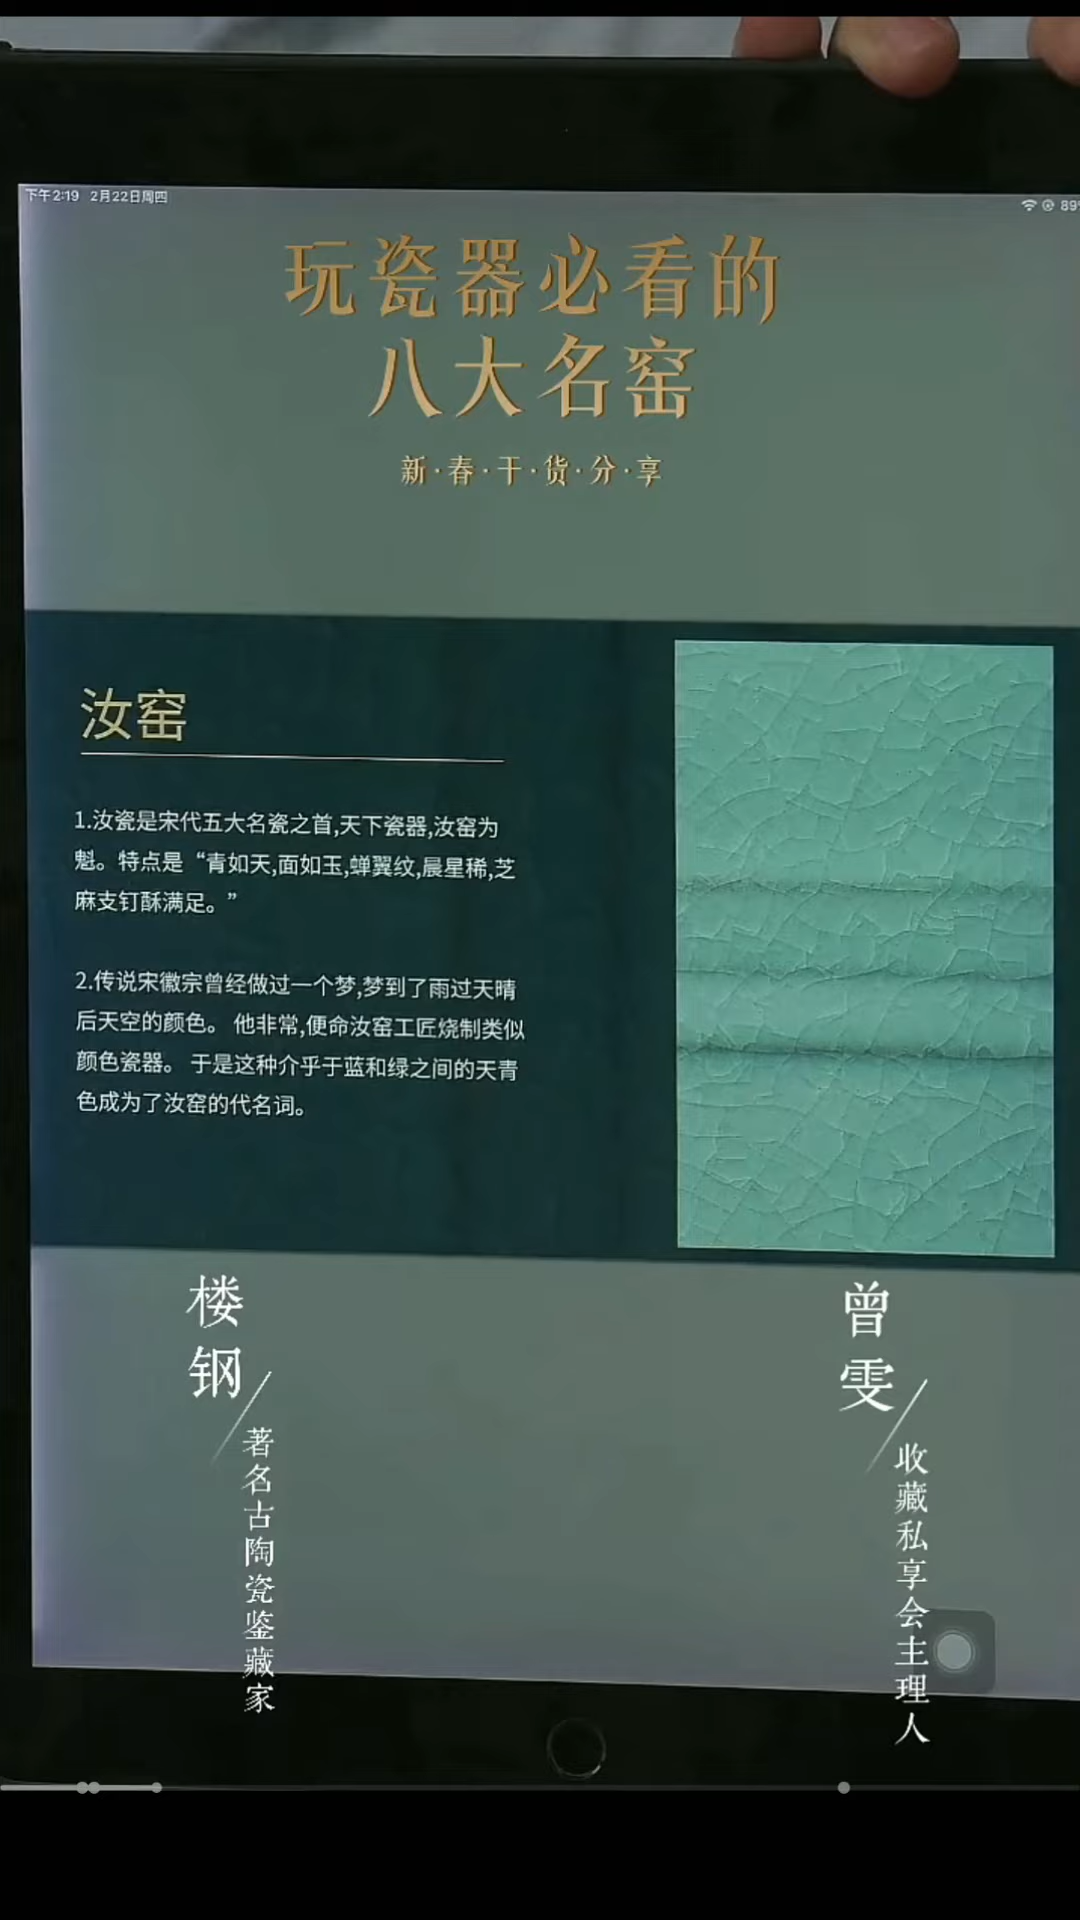 下午2:19 2月22日周四
89%
玩瓷器必看的
八大名窑
新·春·干·货·分·享
汝窑
1.汝瓷是宋代五大名瓷之首,天下瓷器,汝窑为
魁。特点是“青如天,面如玉,蝉翼纹,晨星稀,芝
麻支钉酥满足。”
2.传说宋徽宗曾经做过一个梦,梦到了雨过天晴
后天空的颜色。 他非常,便命汝窑工匠烧制类似
颜色瓷器。 于是这种介乎于蓝和绿之间的天青
色成为了汝窑的代名词。
楼钢
著名古陶瓷鉴藏家
曾雯
收藏私享会主理人